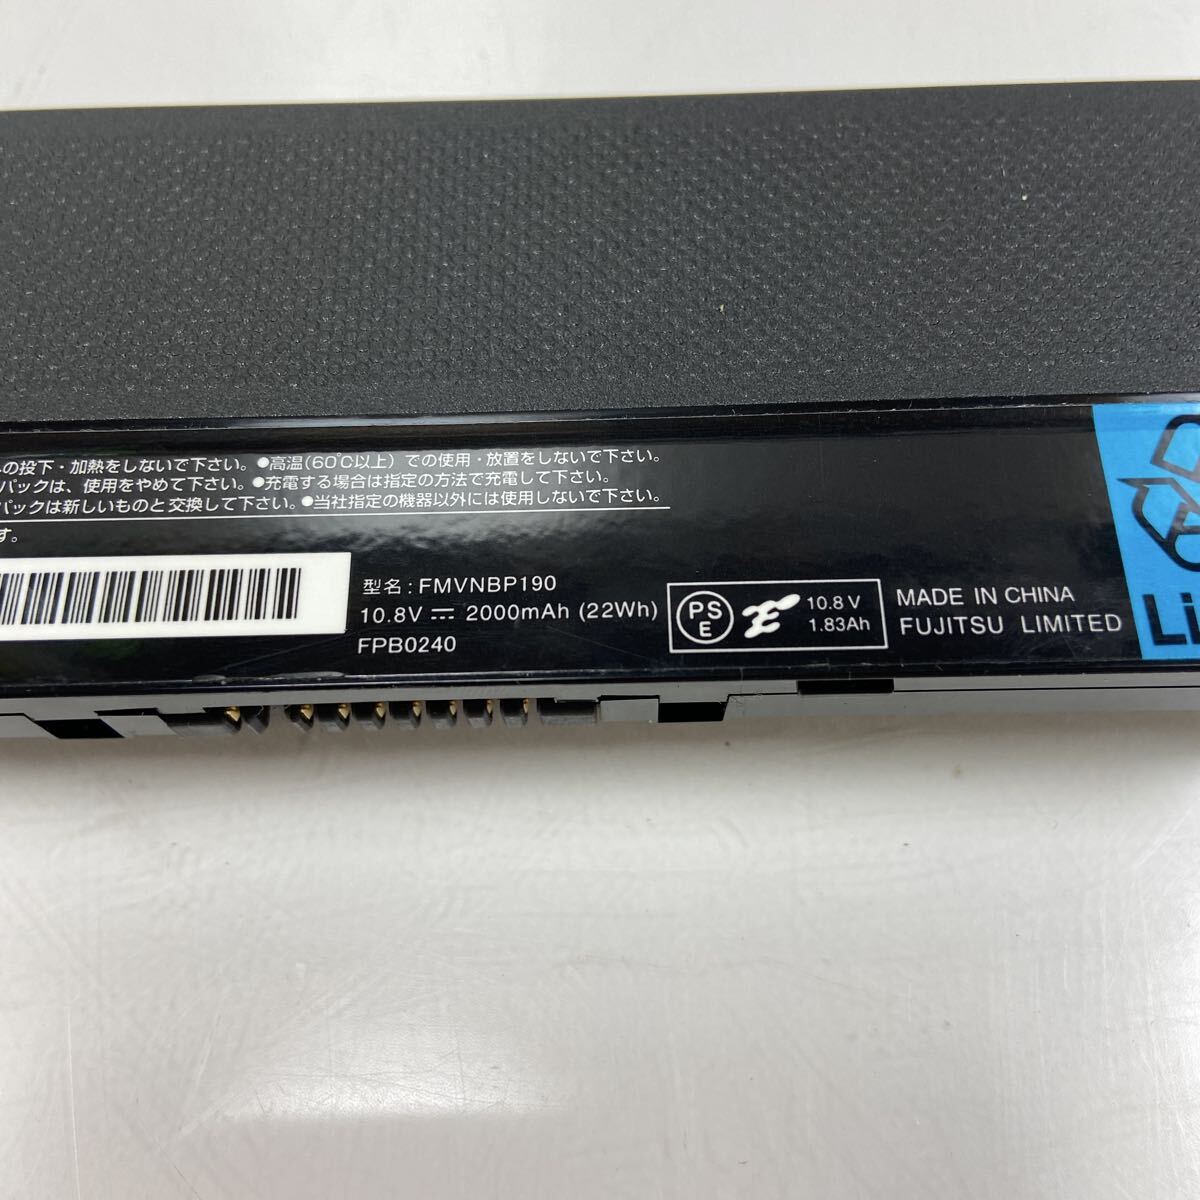 の投下・加熱をしないで下さい。●高温(60℃以上)での使用・放置をしないで下さい。
パックは、使用をやめて下さい。●充電する場合は指定の方法で充電して下さい。
パックは新しいものと交換して下さい。●当社指定の機器以外には使用しないで下さい。
す。
型名: FMVNBP190
10.8V ⎓ 2000mAh (22Wh)
FPB0240
PSE
10.8V
1.83Ah
MADE IN CHINA
FUJITSU LIMITED
Li